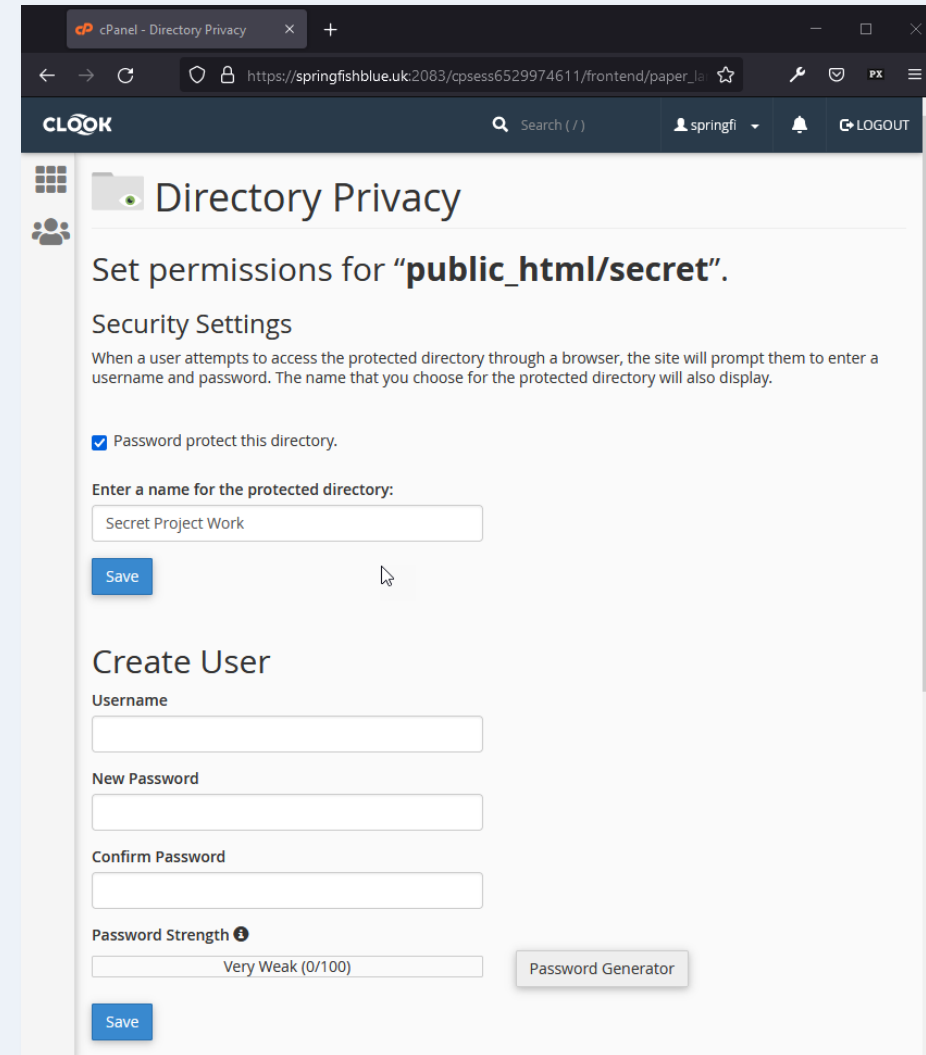 cP cPanel - Directory Privacy
https://springfishblue.uk:2083/cpsess6529974611/frontend/paper_la
PX
CLOOK
Search ( / )
springfi
LOGOUT
Directory Privacy
Set permissions for “public_html/secret”.
Security Settings
When a user attempts to access the protected directory through a browser, the site will prompt them to enter a
username and password. The name that you choose for the protected directory will also display.
Password protect this directory.
Enter a name for the protected directory:
Secret Project Work
Save
Create User
Username
New Password
Confirm Password
Password Strength
Very Weak (0/100)
Password Generator
Save